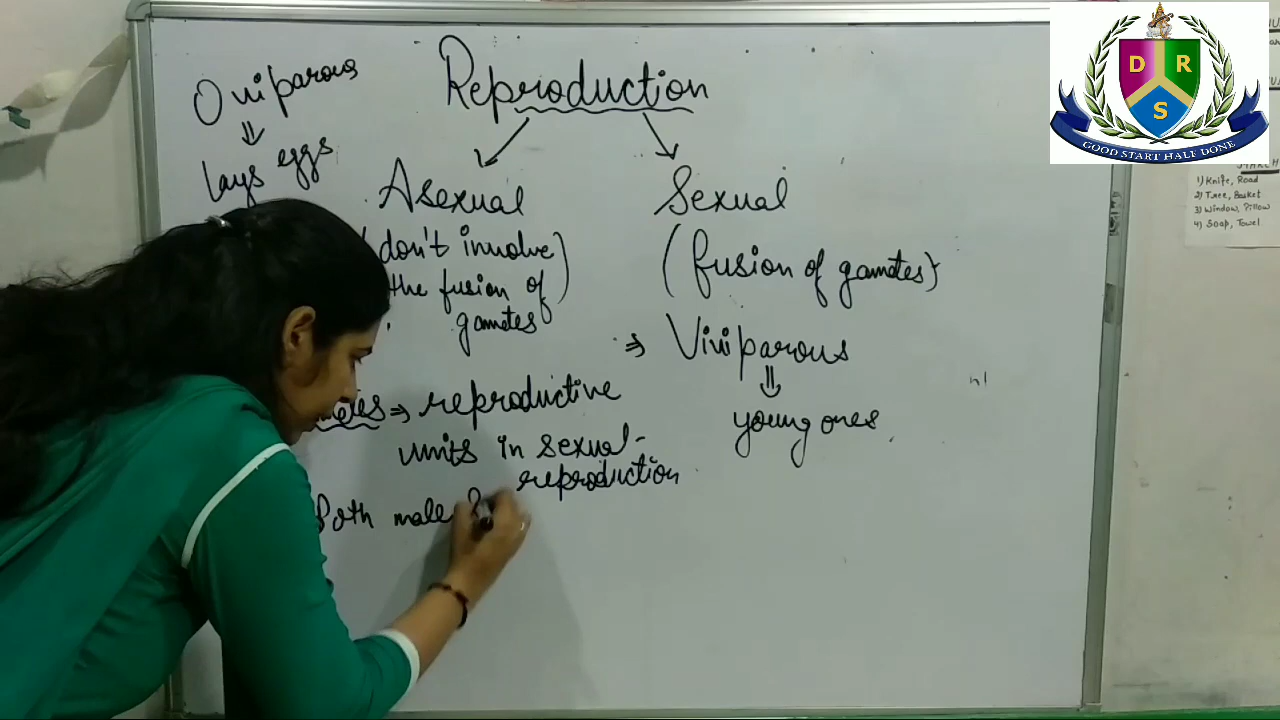 Reproduction
Oviparous
⇓
lays eggs
Asexual
(don't involve
the fusion of)
gametes
Sexual
(fusion of gametes}
⇒ Viviparous
⇓
young ones
⇒ reproductive
units in sexual-
reproduction
Both male &
D R
S
GOOD START HALF DONE
1) Knife, Road
2) Tree, Basket
3) Window, Pillow
4) Soap, Towel